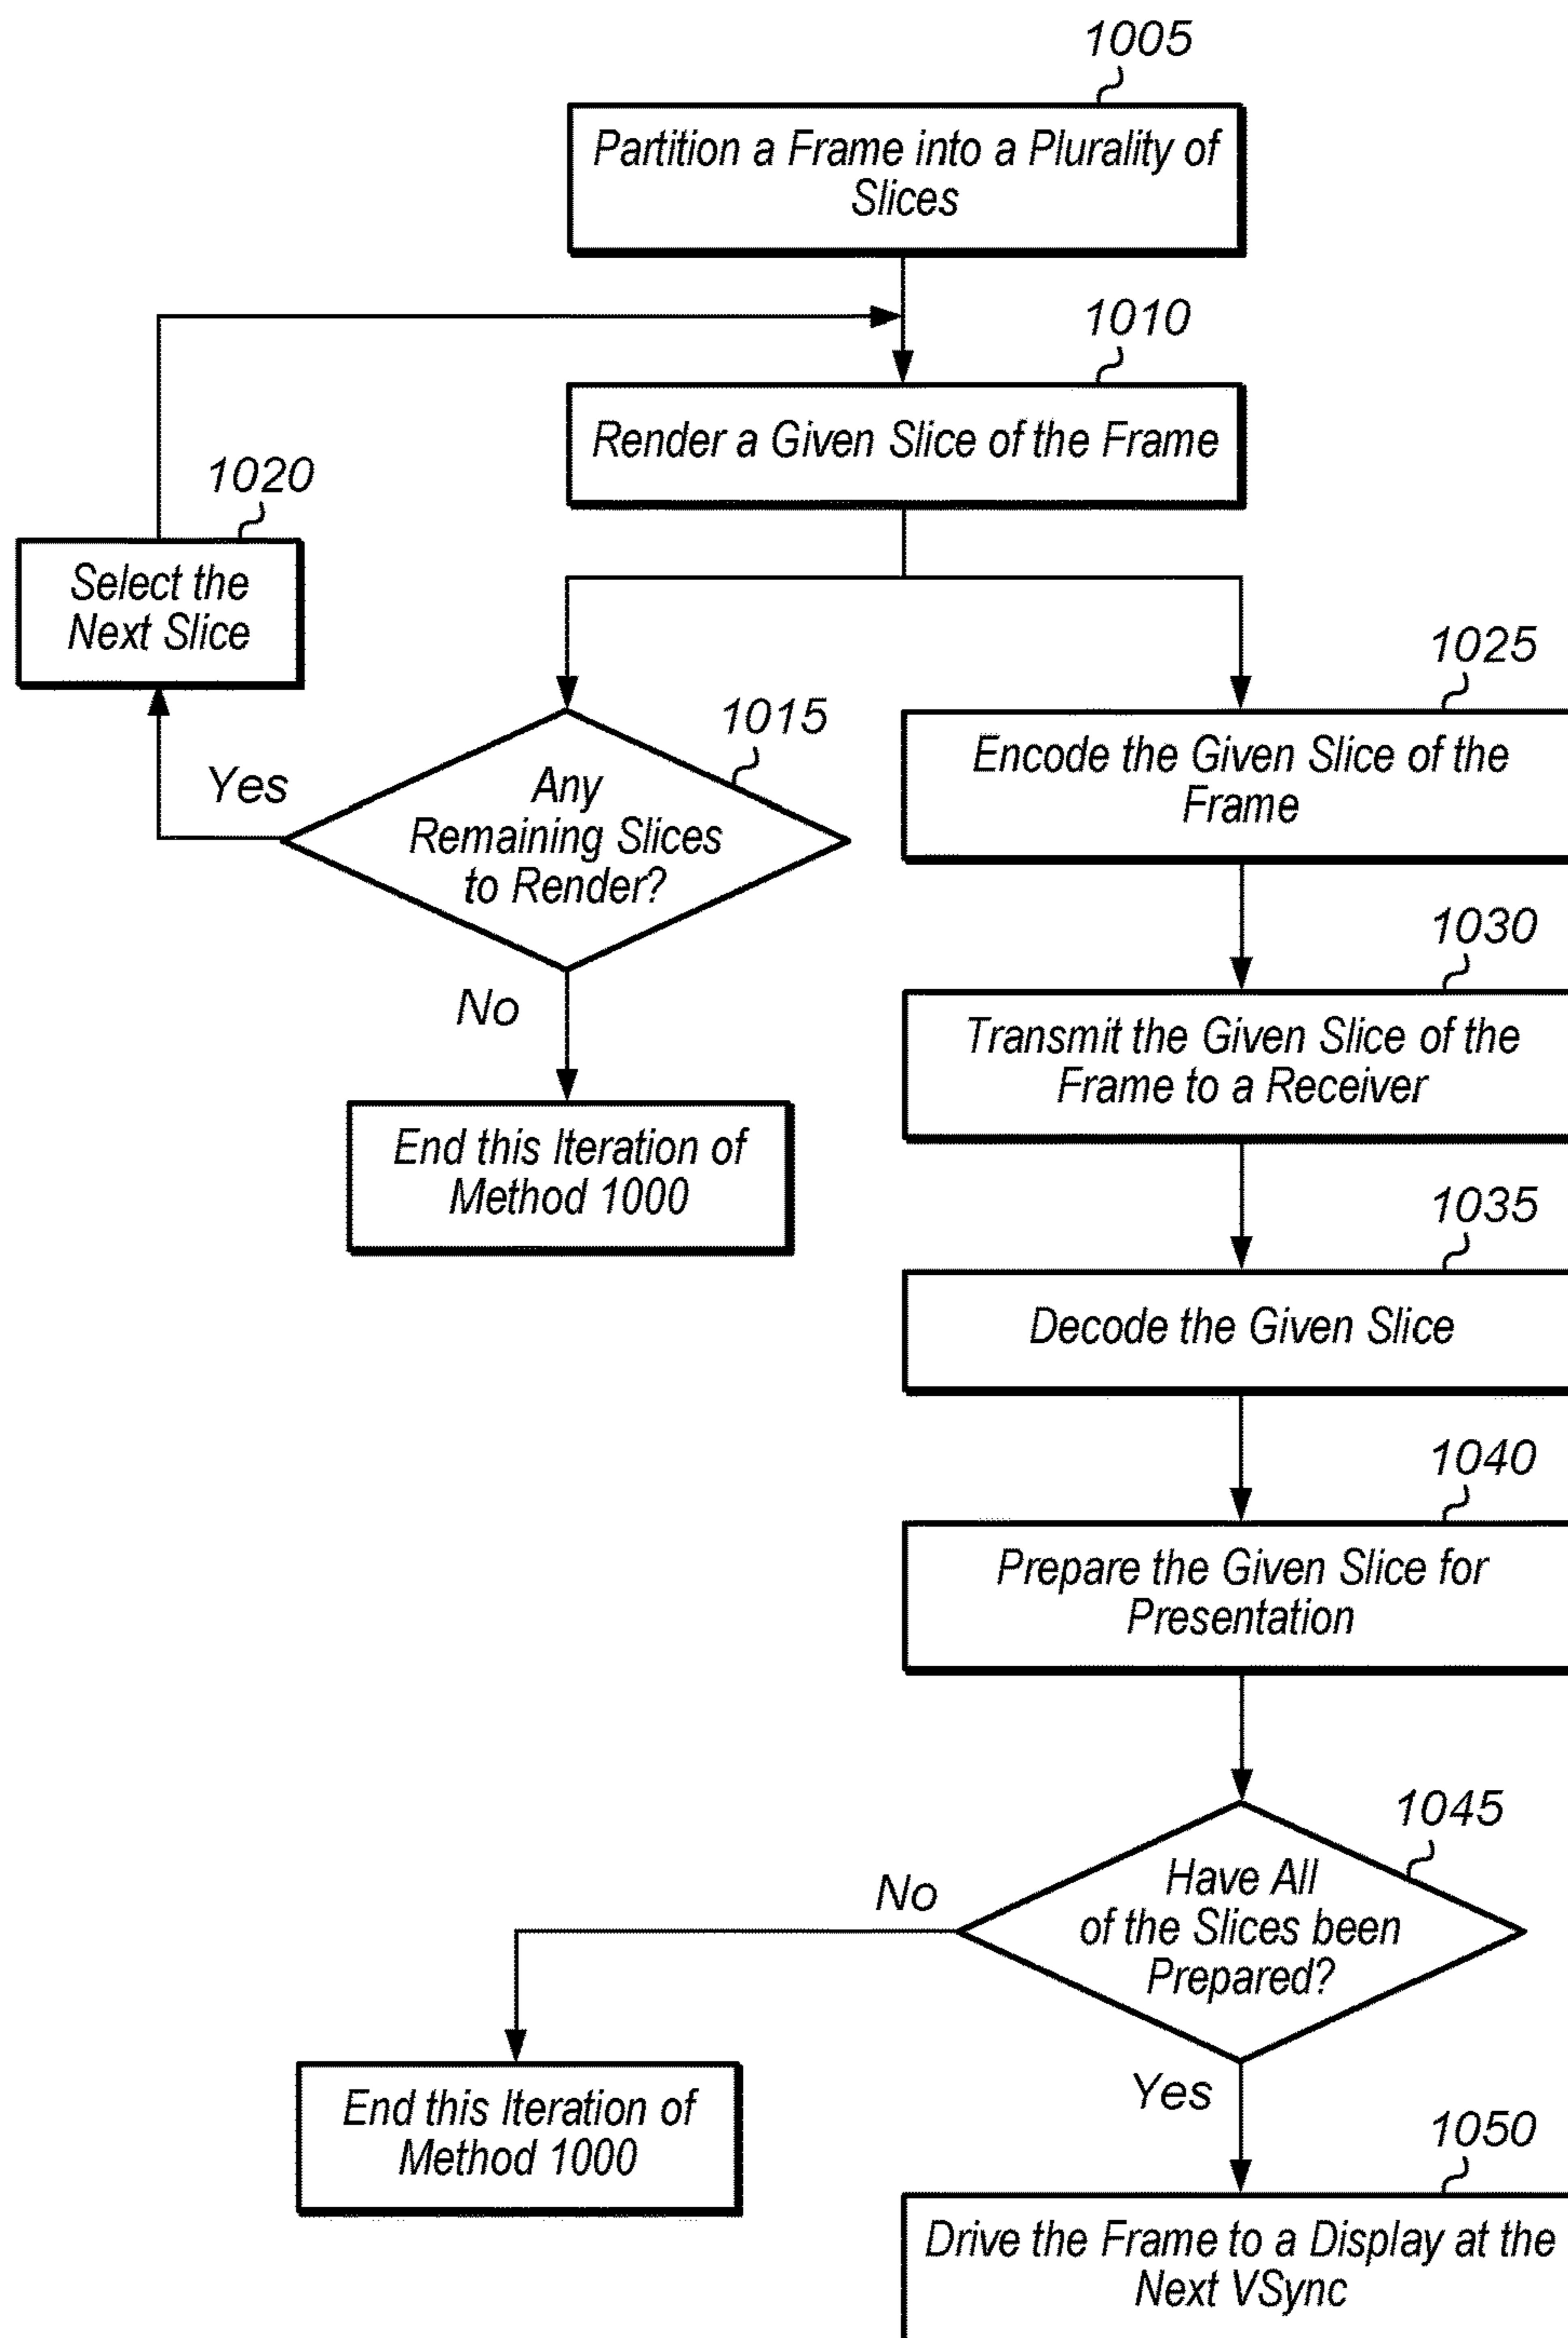 1005
Partition a Frame into a Plurality of
Slices
1010
Render a Given Slice of the Frame
1020
Select the
Next Slice
1015
Yes
Any
Remaining Slices
to Render?
No
End this Iteration of
Method 1000
1025
Encode the Given Slice of the
Frame
1030
Transmit the Given Slice of the
Frame to a Receiver
1035
Decode the Given Slice
1040
Prepare the Given Slice for
Presentation
1045
Have All
of the Slices been
Prepared?
No
End this Iteration of
Method 1000
Yes
1050
Drive the Frame to a Display at the
Next VSync